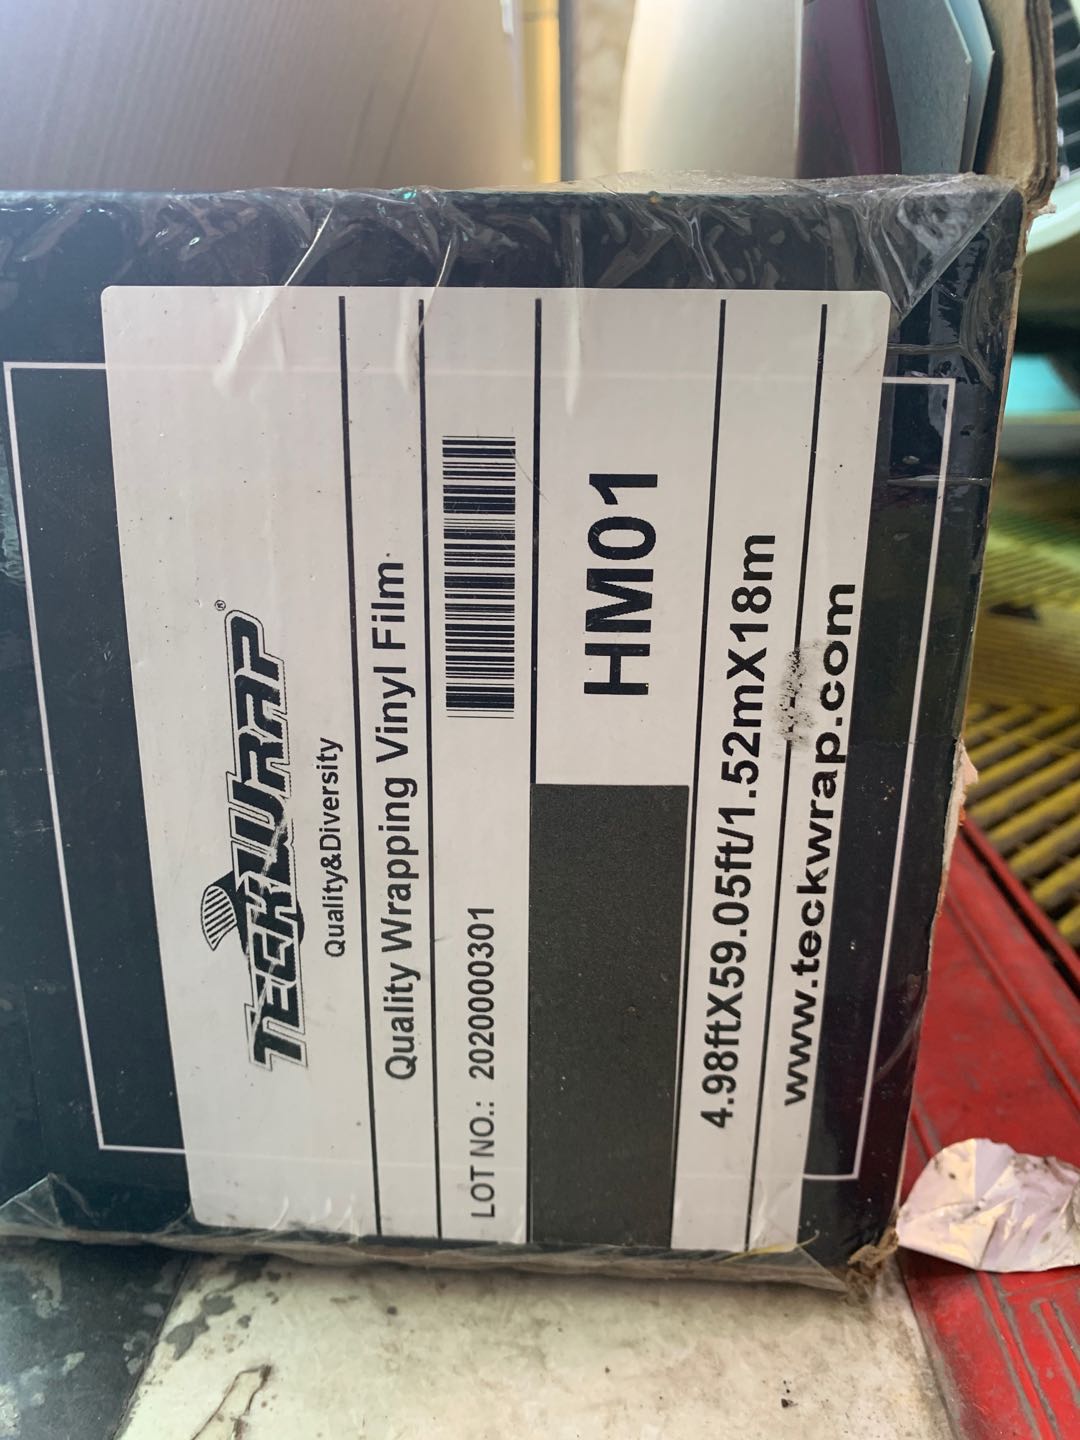 TECKWRAP®
Quality&Diversity
Quality Wrapping Vinyl Film
LOT NO.: 2020000301
HM01
4.98ftX59.05ft/1.52mX18m
www.teckwrap.com